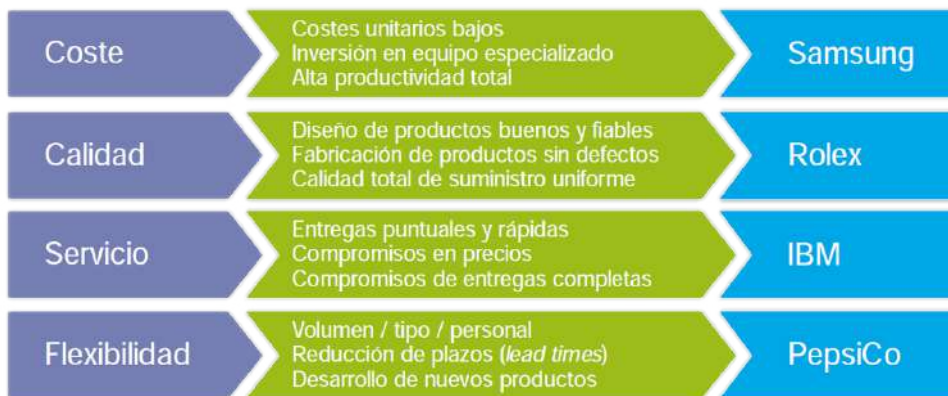 Coste
Costes unitarios bajos
Inversión en equipo especializado
Alta productividad total
Samsung
Calidad
Diseño de productos buenos y fiables
Fabricación de productos sin defectos
Calidad total de suministro uniforme
Rolex
Servicio
Entregas puntuales y rápidas
Compromisos en precios
Compromisos de entregas completas
IBM
Flexibilidad
Volumen / tipo / personal
Reducción de plazos (lead times)
Desarrollo de nuevos productos
PepsiCo